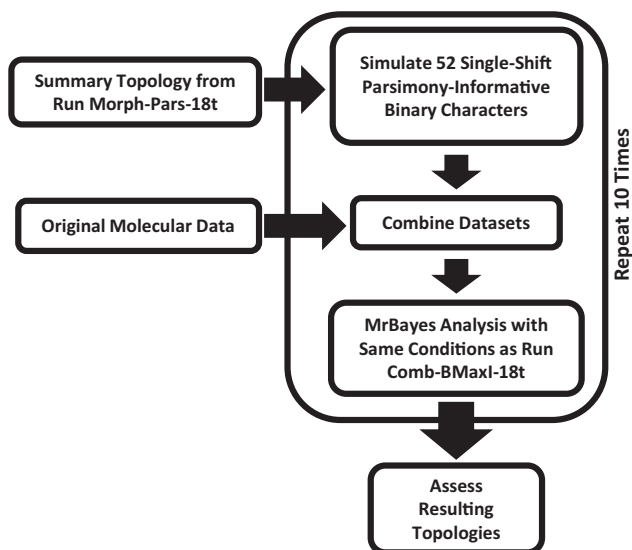 Summary Topology from
Run Morph-Pars-18t
Simulate 52 Single-Shift
Parsimony-Informative
Binary Characters
Original Molecular Data
Combine Datasets
MrBayes Analysis with
Same Conditions as Run
Comb-BMaxI-18t
Repeat 10 Times
Assess
Resulting
Topologies